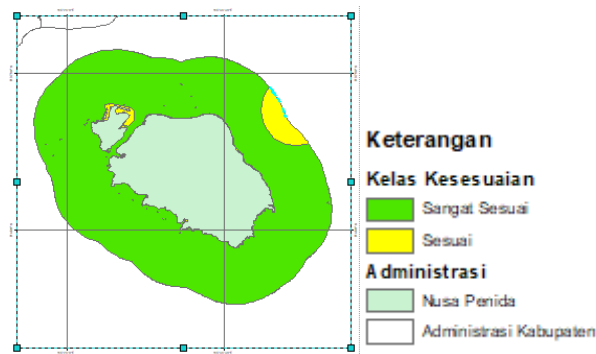 Keterangan
Kelas Kesesuaian
Sangat Sesuai
Sesuai
Administrasi
Nusa Penida
Administrasi Kabupaten